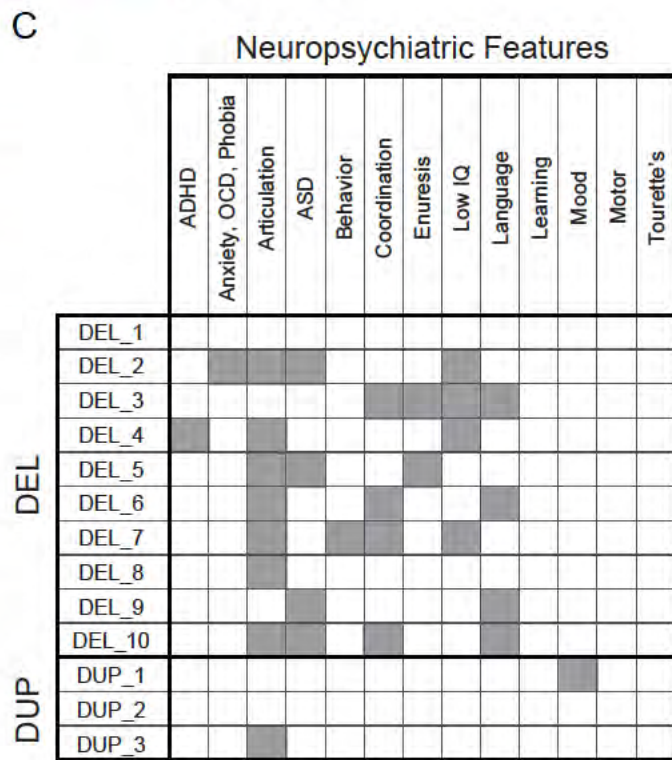 C
Neuropsychiatric Features
ADHD
Anxiety, OCD, Phobia
Articulation
ASD
Behavior
Coordination
Enuresis
Low IQ
Language
Learning
Mood
Motor
Tourette's
DEL
DEL_1
DEL_2
DEL_3
DEL_4
DEL_5
DEL_6
DEL_7
DEL_8
DEL_9
DEL_10
DUP
DUP_1
DUP_2
DUP_3